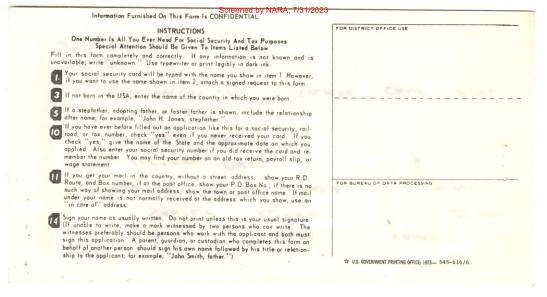 Screened by NARA, 7/31/2023
Information Furnished On This Form Is CONFIDENTIAL
INSTRUCTIONS
One Number Is All You Ever Need For Social Security And Tax Purposes
Special Attention Should Be Given To Items Listed Below
Fill in this form completely and correctly. If any information is not known and is
unavailable, write "unknown." Use typewriter or print legibly in dark ink.
1 Your social security card will be typed with the name you show in item 1. However,
if you want to use the name shown in item 2, attach a signed request to this form.
3 If not born in the USA, enter the name of the country in which you were born.
5 If a stepfather, adopting father, or foster father is shown, include the relationship
after name; for example, "John H. Jones, stepfather."
10 If you have ever before filled out an application like this for a social security, rail-
road, or tax number, check "yes" even if you never received your card. If you
check "yes," give the name of the State and the approximate date on which you
applied. Also enter your social security number if you did receive the card and re-
member the number. You may find your number on an old tax return, payroll slip, or
wage statement.
11 If you get your mail in the country, without a street address, show your R.D.
Route, and Box number; if at the post office, show your P.O. Box No.; if there is no
such way of showing your mail address, show the town or post office name. If mail
under your name is not normally received at the address which you show, use an
"in care of" address.
14 Sign your name as usually written. Do not print unless this is your usual signature.
(If unable to write, make a mark witnessed by two persons who can write. The
witnesses preferably should be persons who work with the applicant and both must
sign this application. A parent, guardian, or custodian who completes this form on
behalf of another person should sign his own name followed by his title or relation-
ship to the applicant; for example, "John Smith, father.")
FOR DISTRICT OFFICE USE
FOR BUREAU OF DATA PROCESSING
☆ U.S. GOVERNMENT PRINTING OFFICE: 1973— 545-616/6